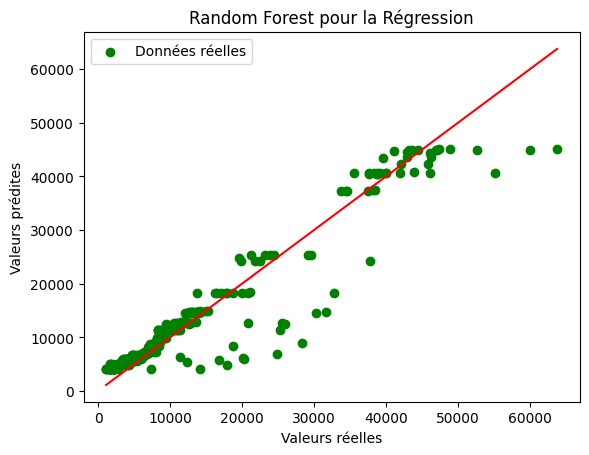 Random Forest pour la Régression
Données réelles
Valeurs prédites
60000
50000
40000
30000
20000
10000
0
0 10000 20000 30000 40000 50000 60000
Valeurs réelles